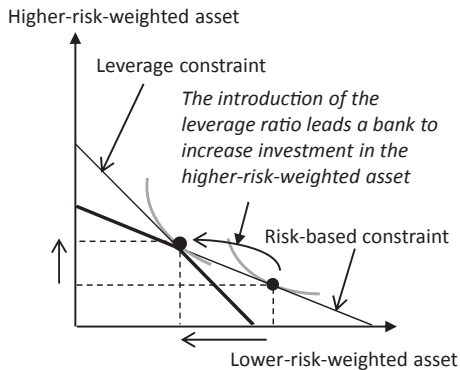 Higher-risk-weighted asset
Leverage constraint
The introduction of the
leverage ratio leads a bank to
increase investment in the
higher-risk-weighted asset
Risk-based constraint
Lower-risk-weighted asset